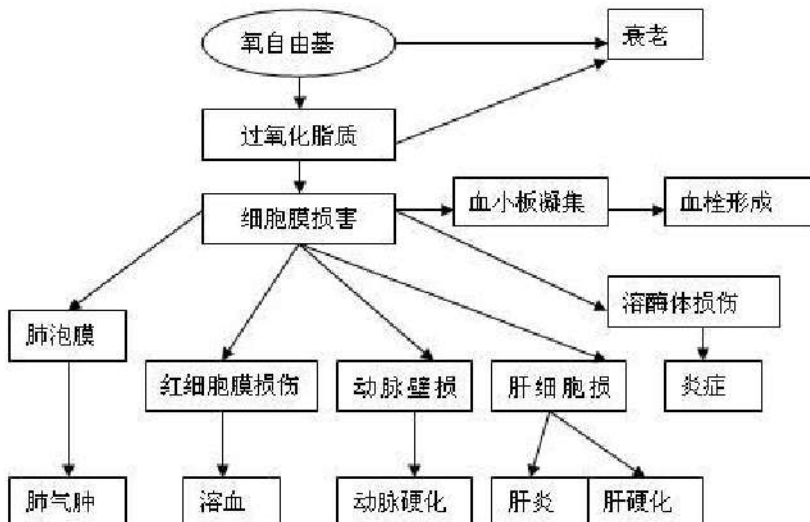 氧自由基
衰老
过氧化脂质
细胞膜损害
血小板凝集
血栓形成
溶酶体损伤
肺泡膜
红细胞膜损伤
动脉壁损
肝细胞损
炎症
肺气肿
溶血
动脉硬化
肝炎
肝硬化